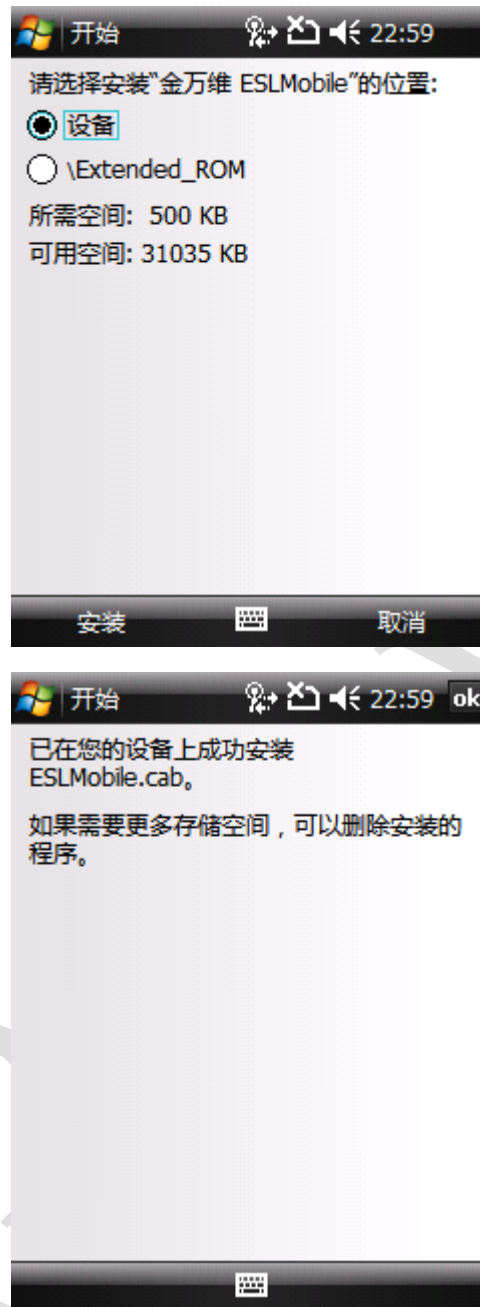 开始 22:59
请选择安装"金万维 ESLMobile"的位置:
设备
\Extended_ROM
所需空间: 500 KB
可用空间: 31035 KB
安装 取消
开始 22:59 ok
已在您的设备上成功安装
ESLMobile.cab。
如果需要更多存储空间，可以删除安装的
程序。